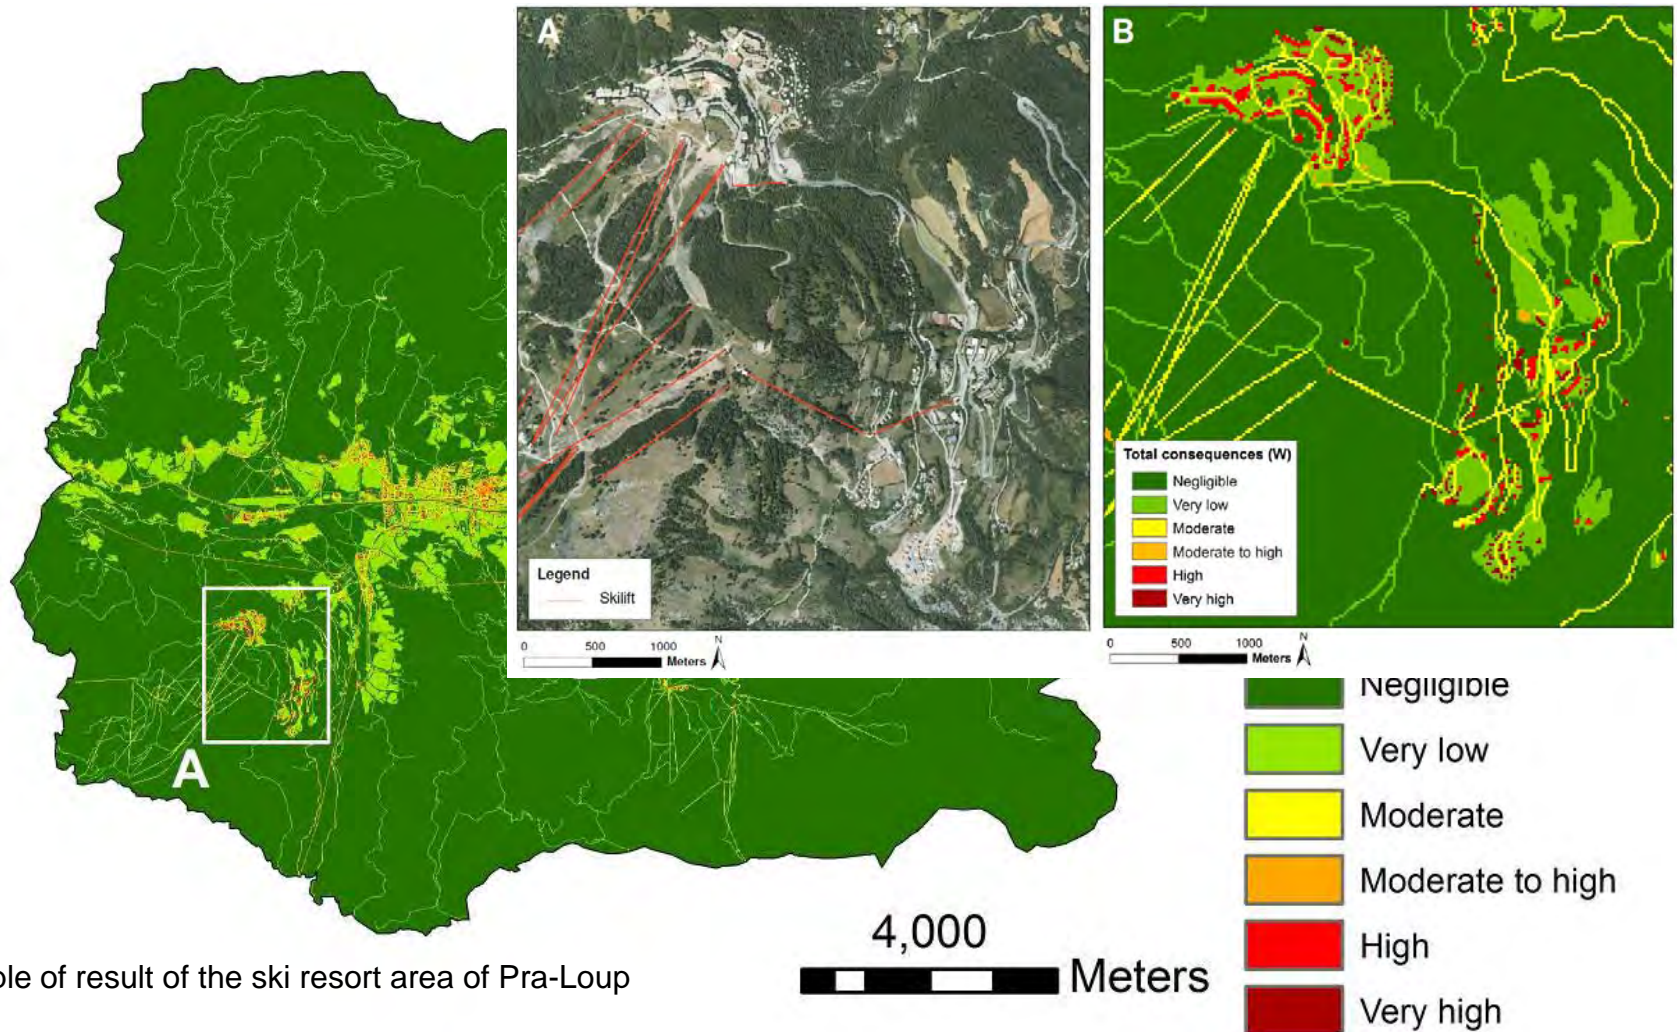 A
B
Legend
Skilift
0 500 1000
Meters
N
Total consequences (W)
Negligible
Very low
Moderate
Moderate to high
High
Very high
0 500 1000
Meters
N
A
Negligible
Very low
Moderate
Moderate to high
High
Very high
4,000
Meters
of result of the ski resort area of Pra-Loup